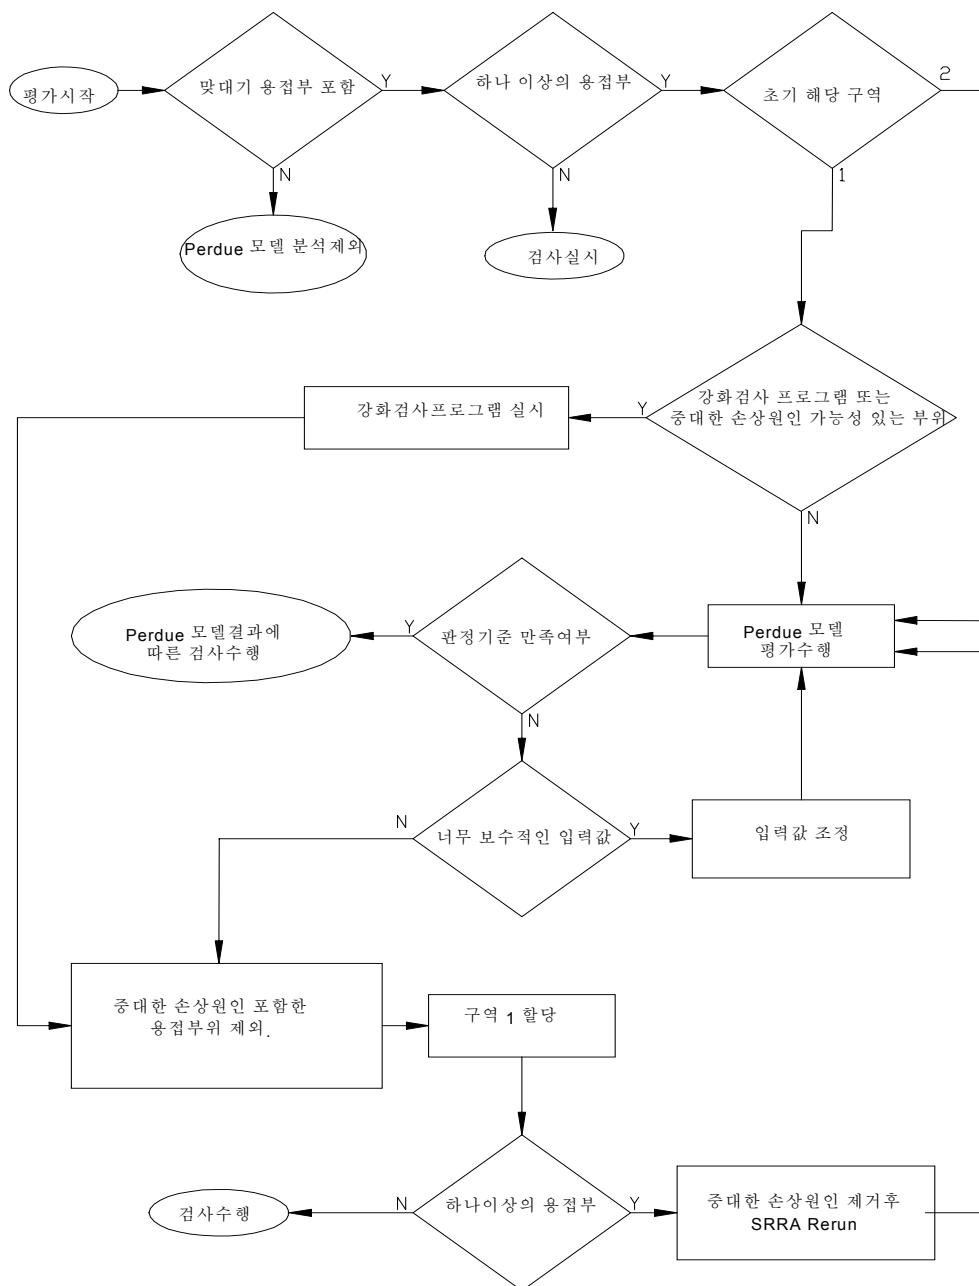 평가시작
맞대기 용접부 포함
Y
하나 이상의 용접부
Y
초기 해당 구역
2
N
N
1
Perdue 모델 분석제외
검사실시
강화검사프로그램 실시
Y
강화검사 프로그램 또는
중대한 손상원인 가능성 있는 부위
N
Perdue 모델결과에
따른 검사수행
Y
판정기준 만족여부
Perdue 모델
평가수행
N
N
너무 보수적인 입력값
Y
입력값 조정
중대한 손상원인 포함한
용접부위 제외.
구역 1 할당
검사수행
N
하나이상의 용접부
Y
중대한 손상원인 제거후
SRRA Rerun